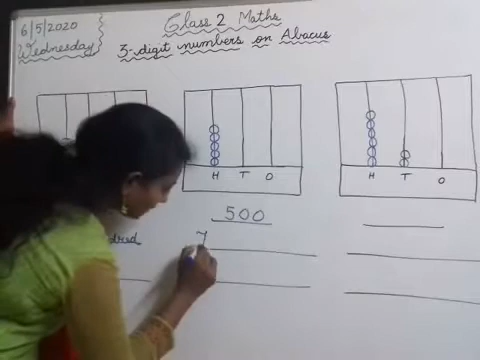 6/5/2020
Wednesday
Class 2 Maths
3-digit numbers on Abacus
H T O
H T O
500